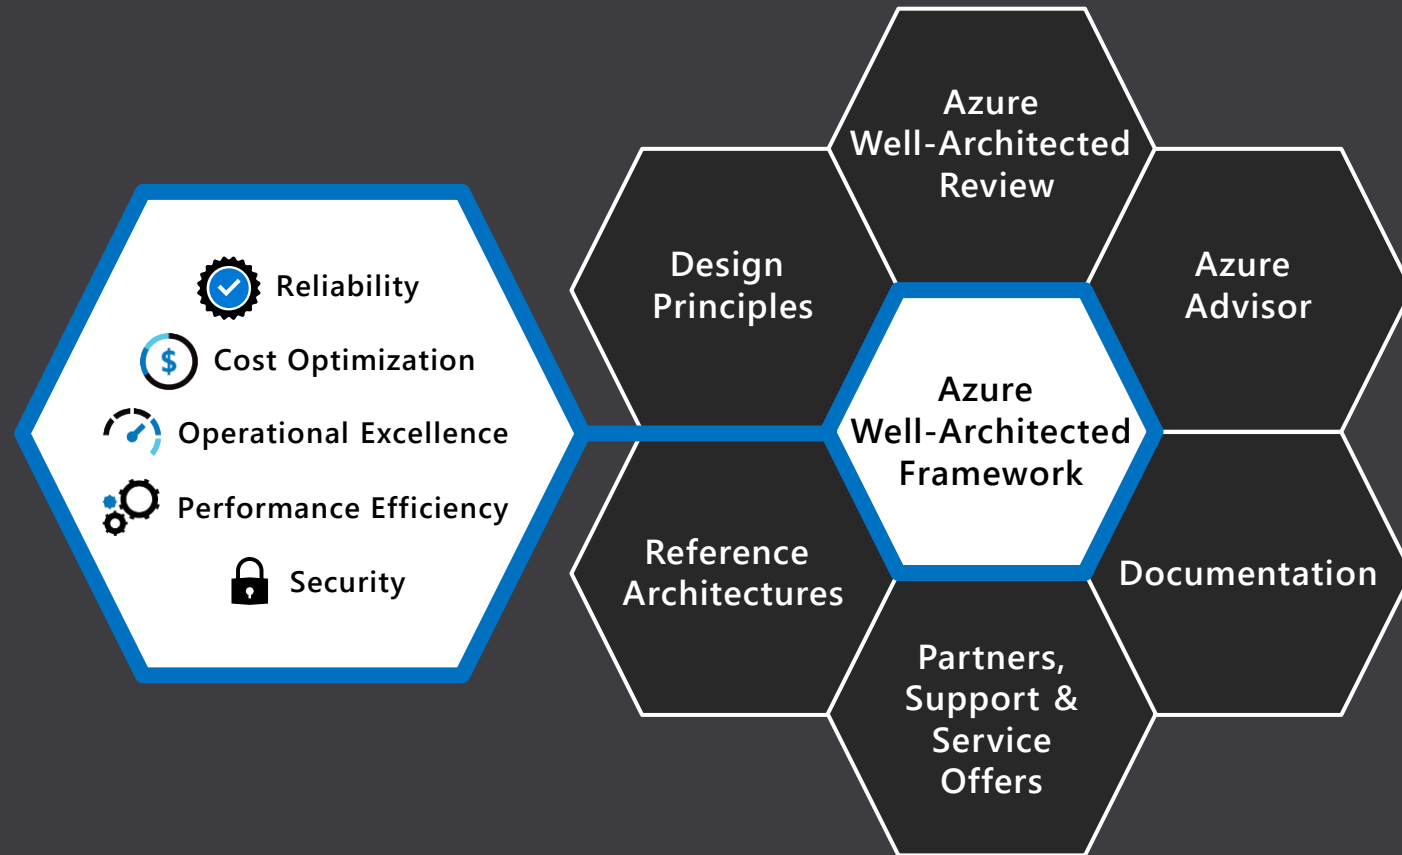 Reliability
$
Cost Optimization
Operational Excellence
Performance Efficiency
Security
Azure
Well-Architected
Review
Design
Principles
Azure
Advisor
Azure
Well-Architected
Framework
Reference
Architectures
Documentation
Partners,
Support &
Service
Offers